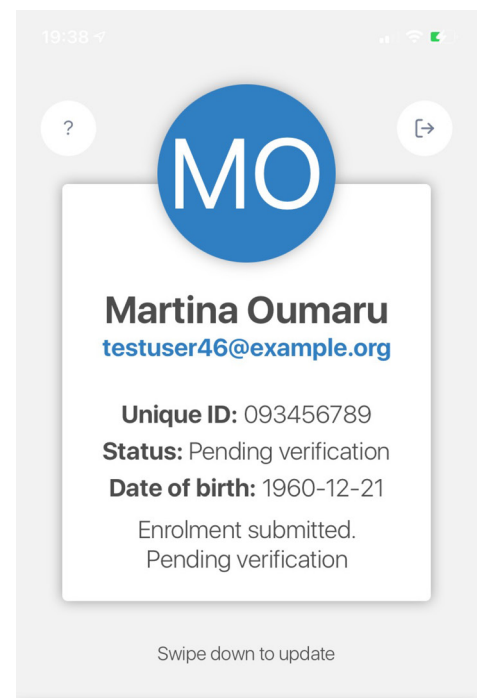 19:38
?
MO
Martina Oumaru
testuser46@example.org
Unique ID: 093456789
Status: Pending verification
Date of birth: 1960-12-21
Enrolment submitted.
Pending verification
Swipe down to update